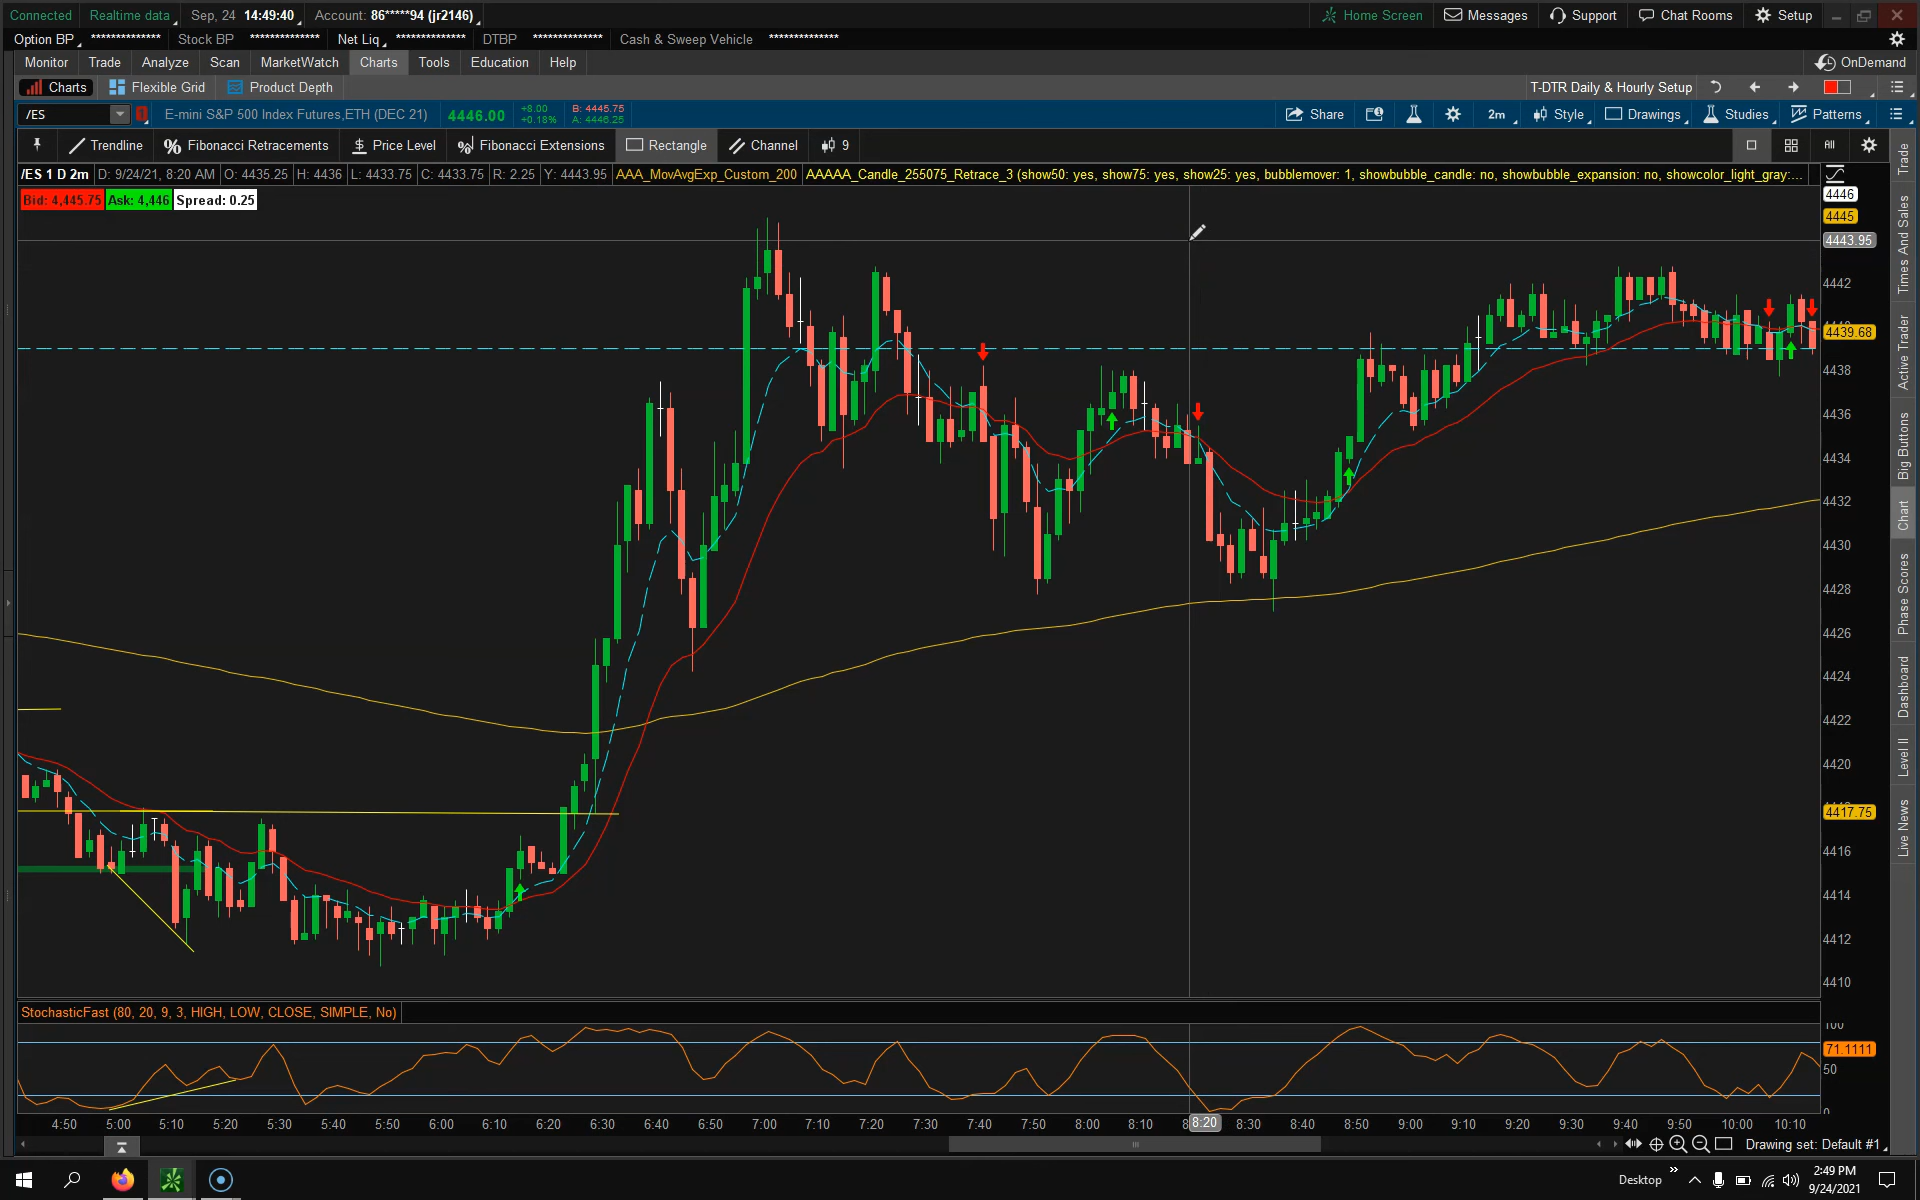 Connected Realtime data Sep, 24 14:49:40 Account: 86*****94 (jr2146) Home Screen Messages Support Chat Rooms Setup
Option BP ************** Stock BP ************** Net Liq ************** DTBP ************** Cash & Sweep Vehicle **************
Monitor Trade Analyze Scan MarketWatch Charts Tools Education Help OnDemand
Charts Flexible Grid Product Depth T-DTR Daily & Hourly Setup
/ES E-mini S&P 500 Index Futures,ETH (DEC 21) 4446.00 +8.00 +0.18% B: 4445.75 A: 4446.25 Share 2m Style Drawings Studies Patterns
Trendline Fibonacci Retracements Price Level Fibonacci Extensions Rectangle Channel 9 All
/ES 1 D 2m D: 9/24/21, 8:20 AM O: 4435.25 H: 4436 L: 4433.75 C: 4433.75 R: 2.25 Y: 4443.95 AAA_MovAvgExp_Custom_200 AAAAA_Candle_255075_Retrace_3 (show50: yes, show75: yes, show25: yes, bubblemover: 1, showbubble_candle: no, showbubble_expansion: no, showcolor_light_gray:...
Bid: 4,445.75 Ask: 4,446 Spread: 0.25
4446
4445
4443.95
4442
4439.68
4438
4436
4434
4432
4430
4428
4426
4424
4422
4420
4417.75
4416
4414
4412
4410
StochasticFast (80, 20, 9, 3, HIGH, LOW, CLOSE, SIMPLE, No)
100
71.1111
50
0
4:50 5:00 5:10 5:20 5:30 5:40 5:50 6:00 6:10 6:20 6:30 6:40 6:50 7:00 7:10 7:20 7:30 7:40 7:50 8:00 8:10 8:20 8:30 8:40 8:50 9:00 9:10 9:20 9:30 9:40 9:50 10:00 10:10
Drawing set: Default #1
Trade
Times And Sales
Active Trader
Big Buttons
Chart
Phase Scores
Dashboard
Level II
Live News
Desktop 2:49 PM
9/24/2021